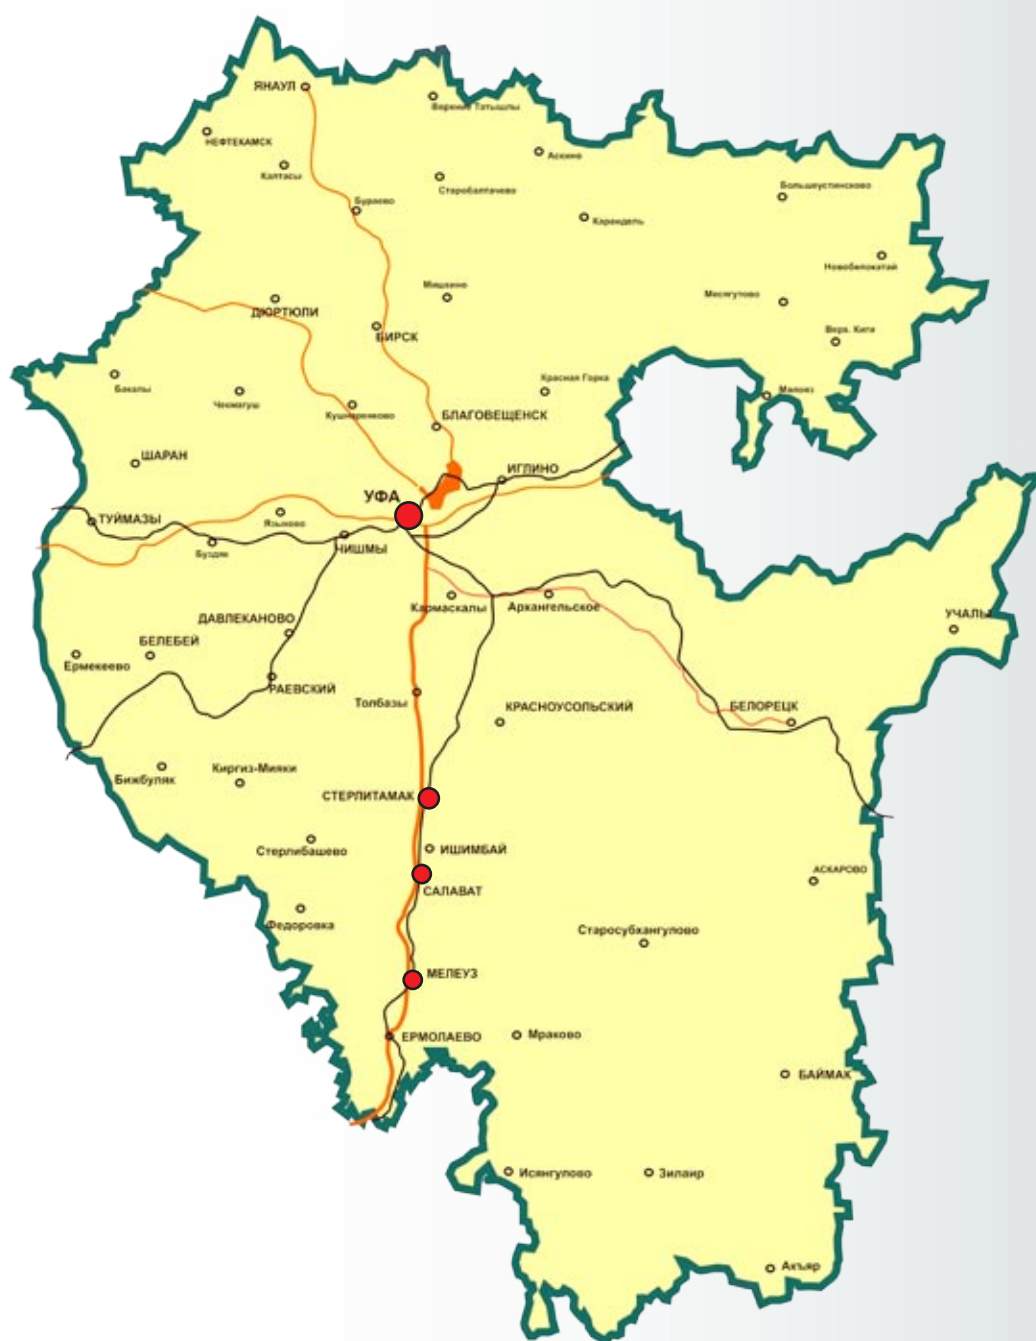 ЯНАУЛ
Верхние Татышлы
НЕФТЕКАМСК
Аскино
Калтасы
Старобалтачево
Большеустикинское
Бураево
Караидель
Новобелокатай
Мишкино
Месягутово
ДЮРТЮЛИ
БИРСК
Верх. Киги
Бакалы
Чекмагуш
Красная Горка
Малояз
Кушнаренково
БЛАГОВЕЩЕНСК
ШАРАН
ИГЛИНО
УФА
ТУЙМАЗЫ
Языково
Буздяк
ЧИШМЫ
Кармаскалы
Архангельское
УЧАЛЫ
ДАВЛЕКАНОВО
БЕЛЕБЕЙ
Ермекеево
РАЕВСКИЙ
Толбазы
КРАСНОУСОЛЬСКИЙ
БЕЛОРЕЦК
Бижбуляк
Киргиз-Мияки
СТЕРЛИТАМАК
Стерлибашево
ИШИМБАЙ
САЛАВАТ
АСКАРОВО
Федоровка
Старосубхангулово
МЕЛЕУЗ
ЕРМОЛАЕВО
Мраково
БАЙМАК
Исянгулово
Зилаир
Акъяр